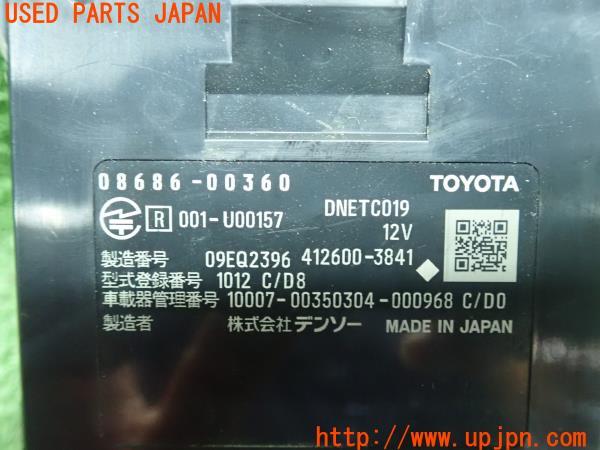 USED PARTS JAPAN
08686-00360 TOYOTA
R 001-U00157 DNETC019
12V
製造番号 09EQ2396 412600-3841
型式登録番号 1012 C/D8
車載器管理番号 10007-00350304-000968 C/D0
製造者 株式会社デンソー MADE IN JAPAN
http://www.upjpn.com/